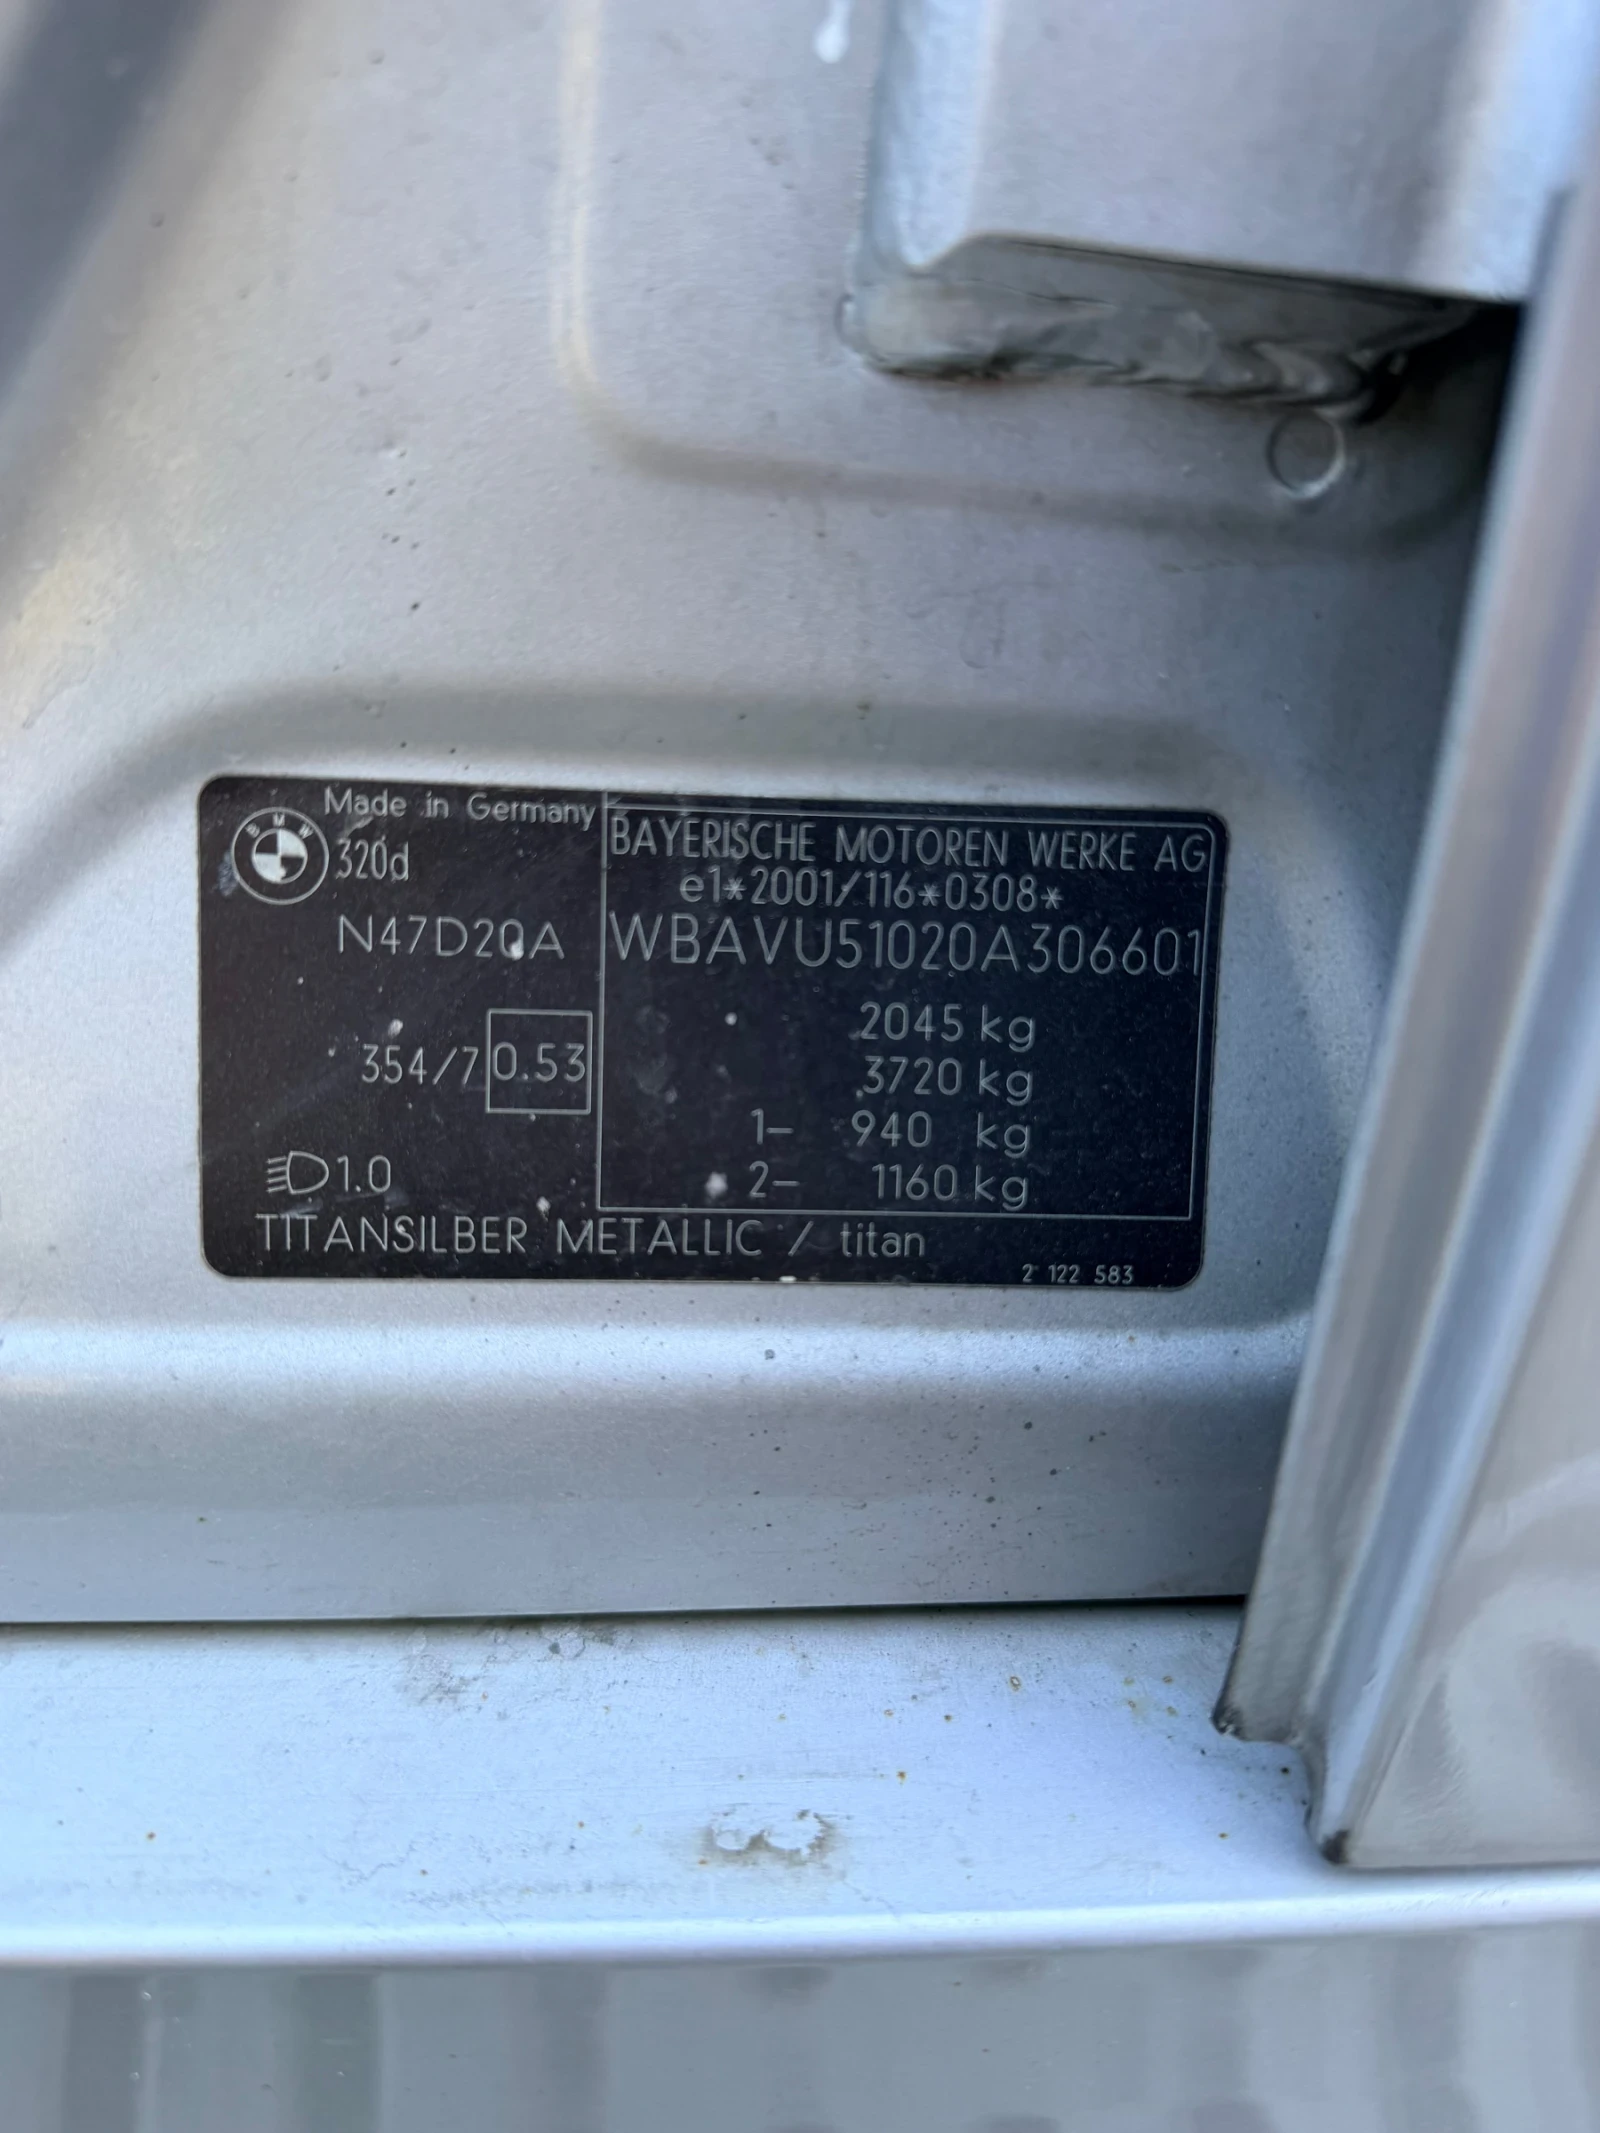 BMW
Made in Germany
320d
N47D20A
354/7 0.53
1.0
BAYERISCHE MOTOREN WERKE AG
e1*2001/116*0308*
WBAVU51020A306601
2045 kg
3720 kg
1- 940 kg
2- 1160 kg
TITANSILBER METALLIC / titan
2 122 583